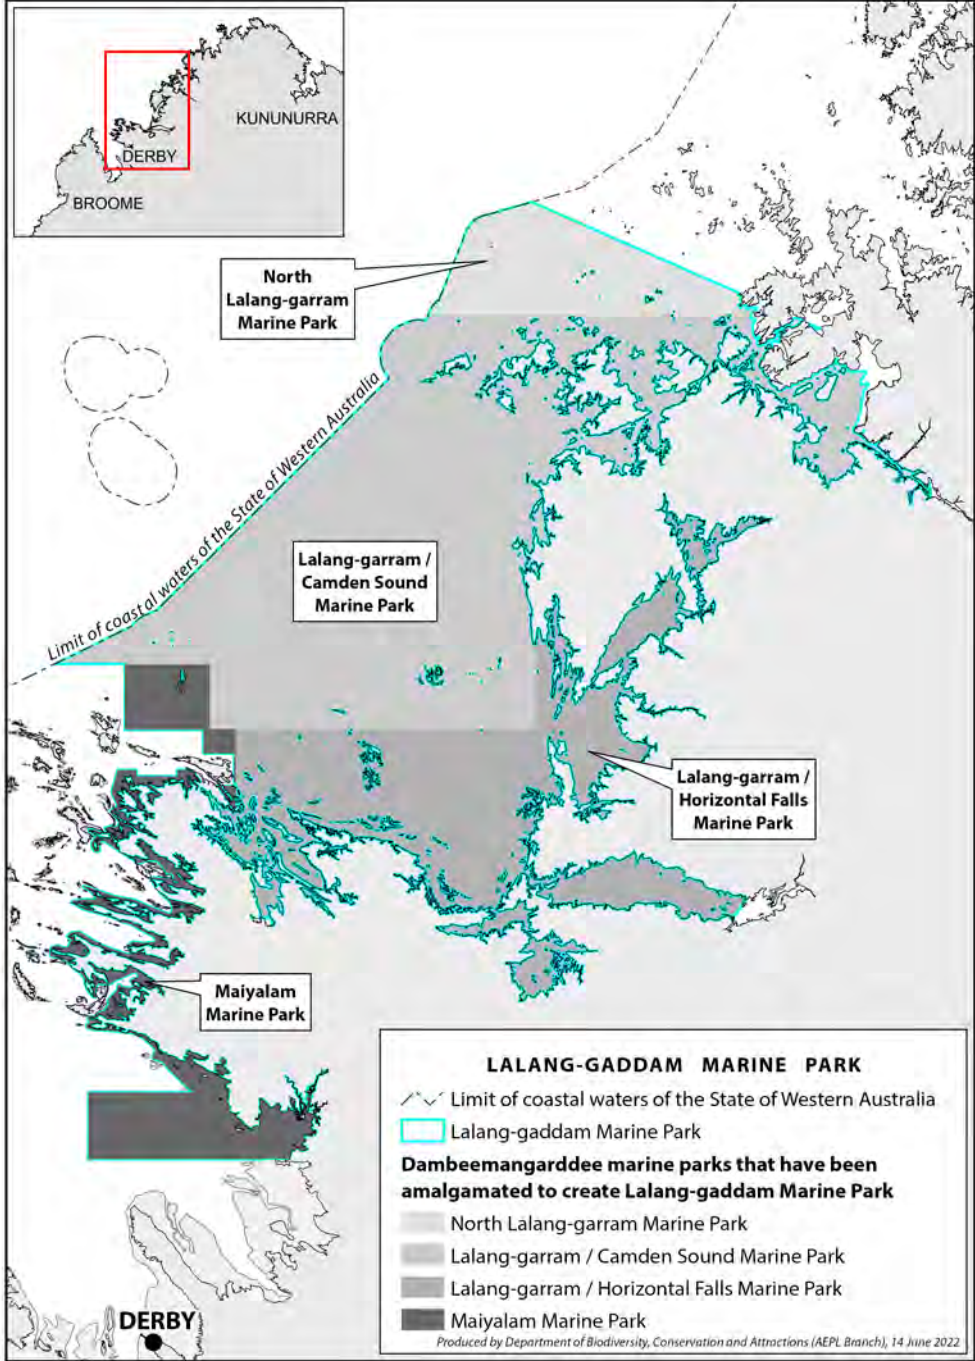 KUNUNURRA
DERBY
BROOME
North
Lalang-garram
Marine Park
Limit of coastal waters of the State of Western Australia
Lalang-garram /
Camden Sound
Marine Park
Lalang-garram /
Horizontal Falls
Marine Park
Maiyalam
Marine Park
DERBY
LALANG-GADDAM MARINE PARK
Limit of coastal waters of the State of Western Australia
Lalang-gaddam Marine Park
Dambeemangarddee marine parks that have been
amalgamated to create Lalang-gaddam Marine Park
North Lalang-garram Marine Park
Lalang-garram / Camden Sound Marine Park
Lalang-garram / Horizontal Falls Marine Park
Maiyalam Marine Park
Produced by Department of Biodiversity, Conservation and Attractions (AEPL Branch), 14 June 2022